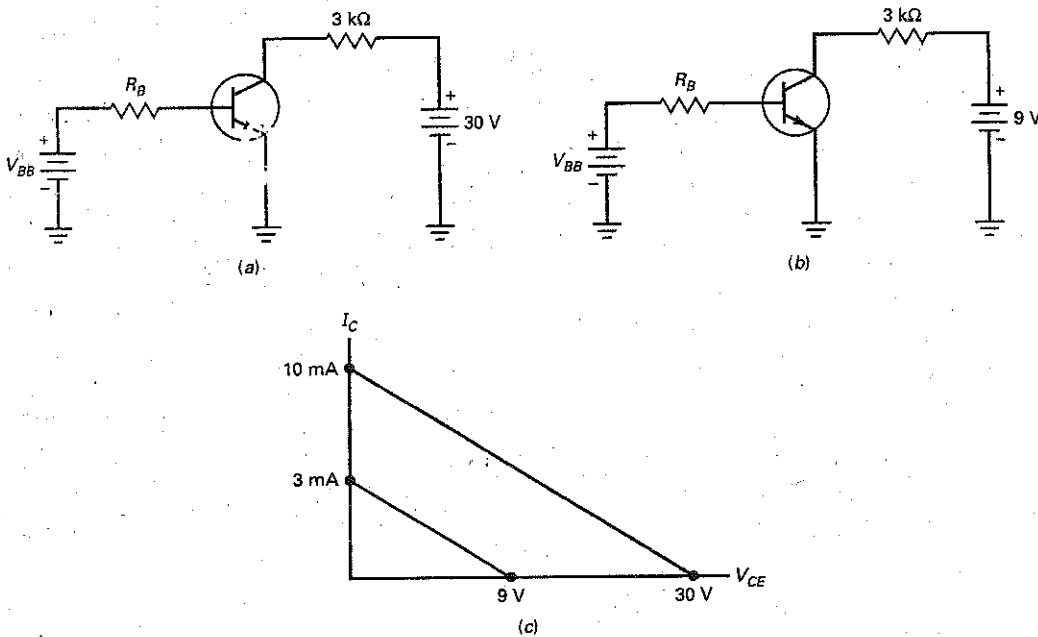 3 kΩ
R_B
+
+
30 V
V_BB
-
-
(a)
3 kΩ
R_B
+
+
9 V
V_BB
-
-
(b)
I_C
10 mA
3 mA
9 V
30 V
V_CE
(c)